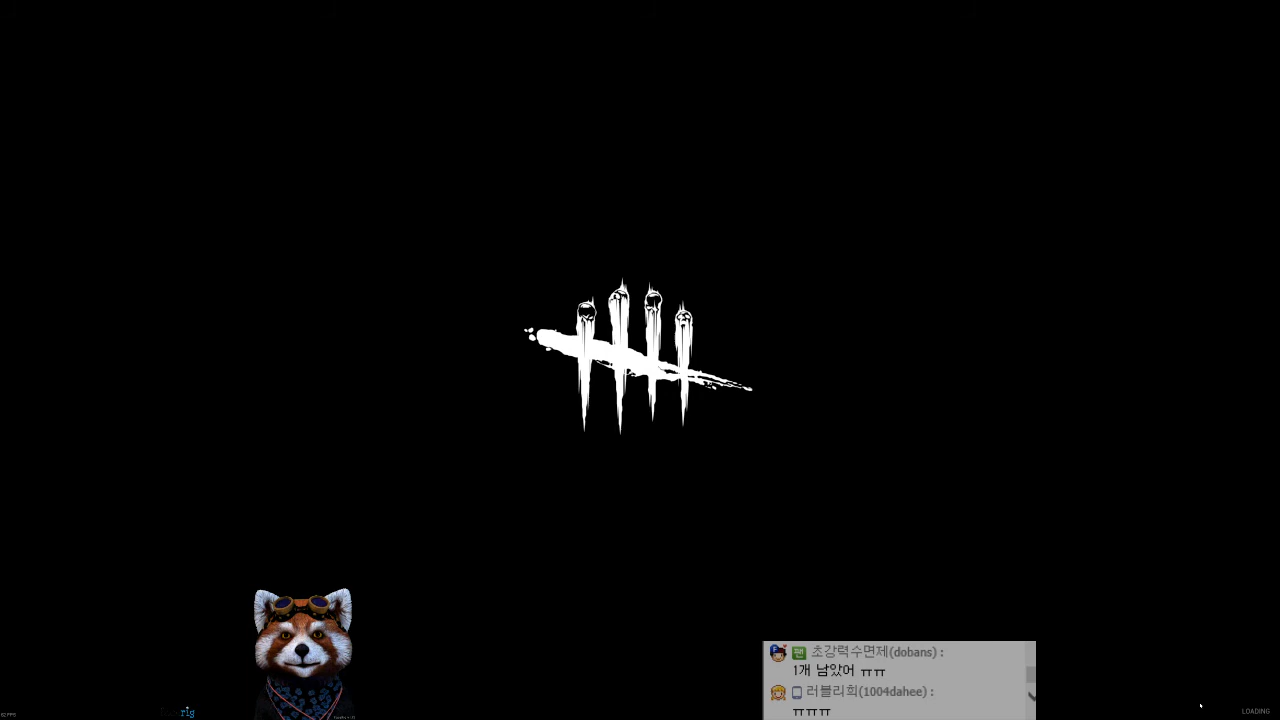 초강력수면제(dobans) :
1개 남았어 ㅠㅠ
러블리희(1004dahee) :
ㅠㅠㅠ
rig
LOADING